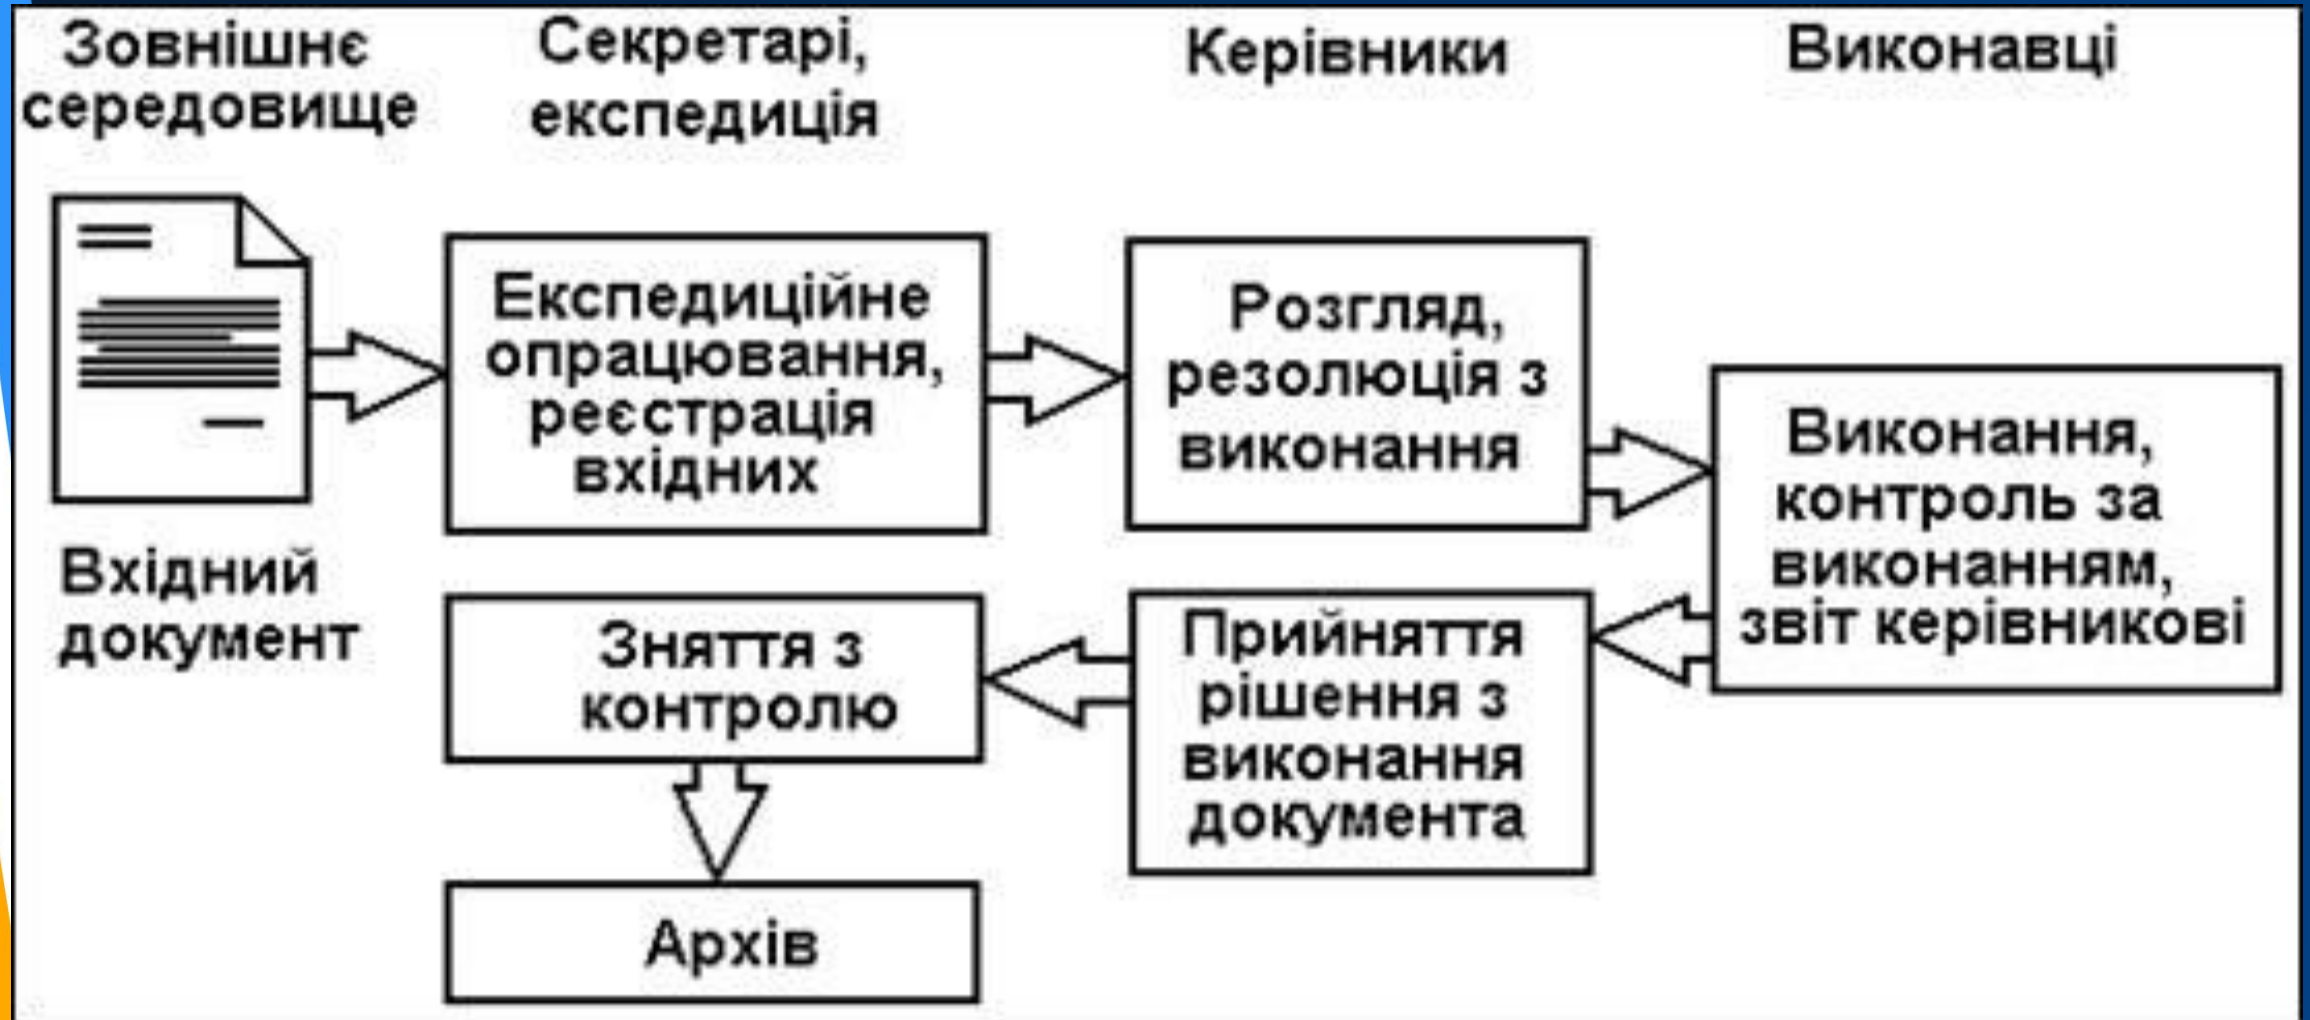 Зовнішнє
середовище
Секретарі,
експедиція
Керівники
Виконавці
Вхідний
документ
Експедиційне
опрацювання,
реєстрація
вхідних
Розгляд,
резолюція з
виконання
Виконання,
контроль за
виконанням,
звіт керівникові
Прийняття
рішення з
виконання
документа
Зняття з
контролю
Архів